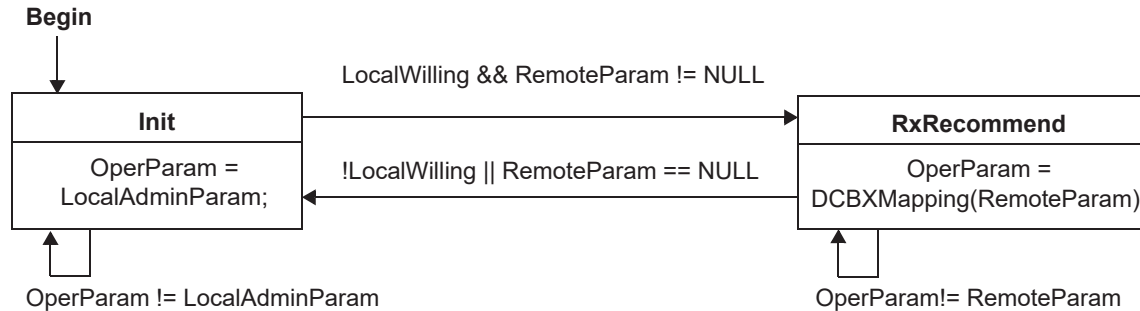 Begin
LocalWilling && RemoteParam != NULL
Init
RxRecommend
OperParam =
LocalAdminParam;
!LocalWilling || RemoteParam == NULL
OperParam =
DCBXMapping(RemoteParam)
OperParam != LocalAdminParam
OperParam!= RemoteParam